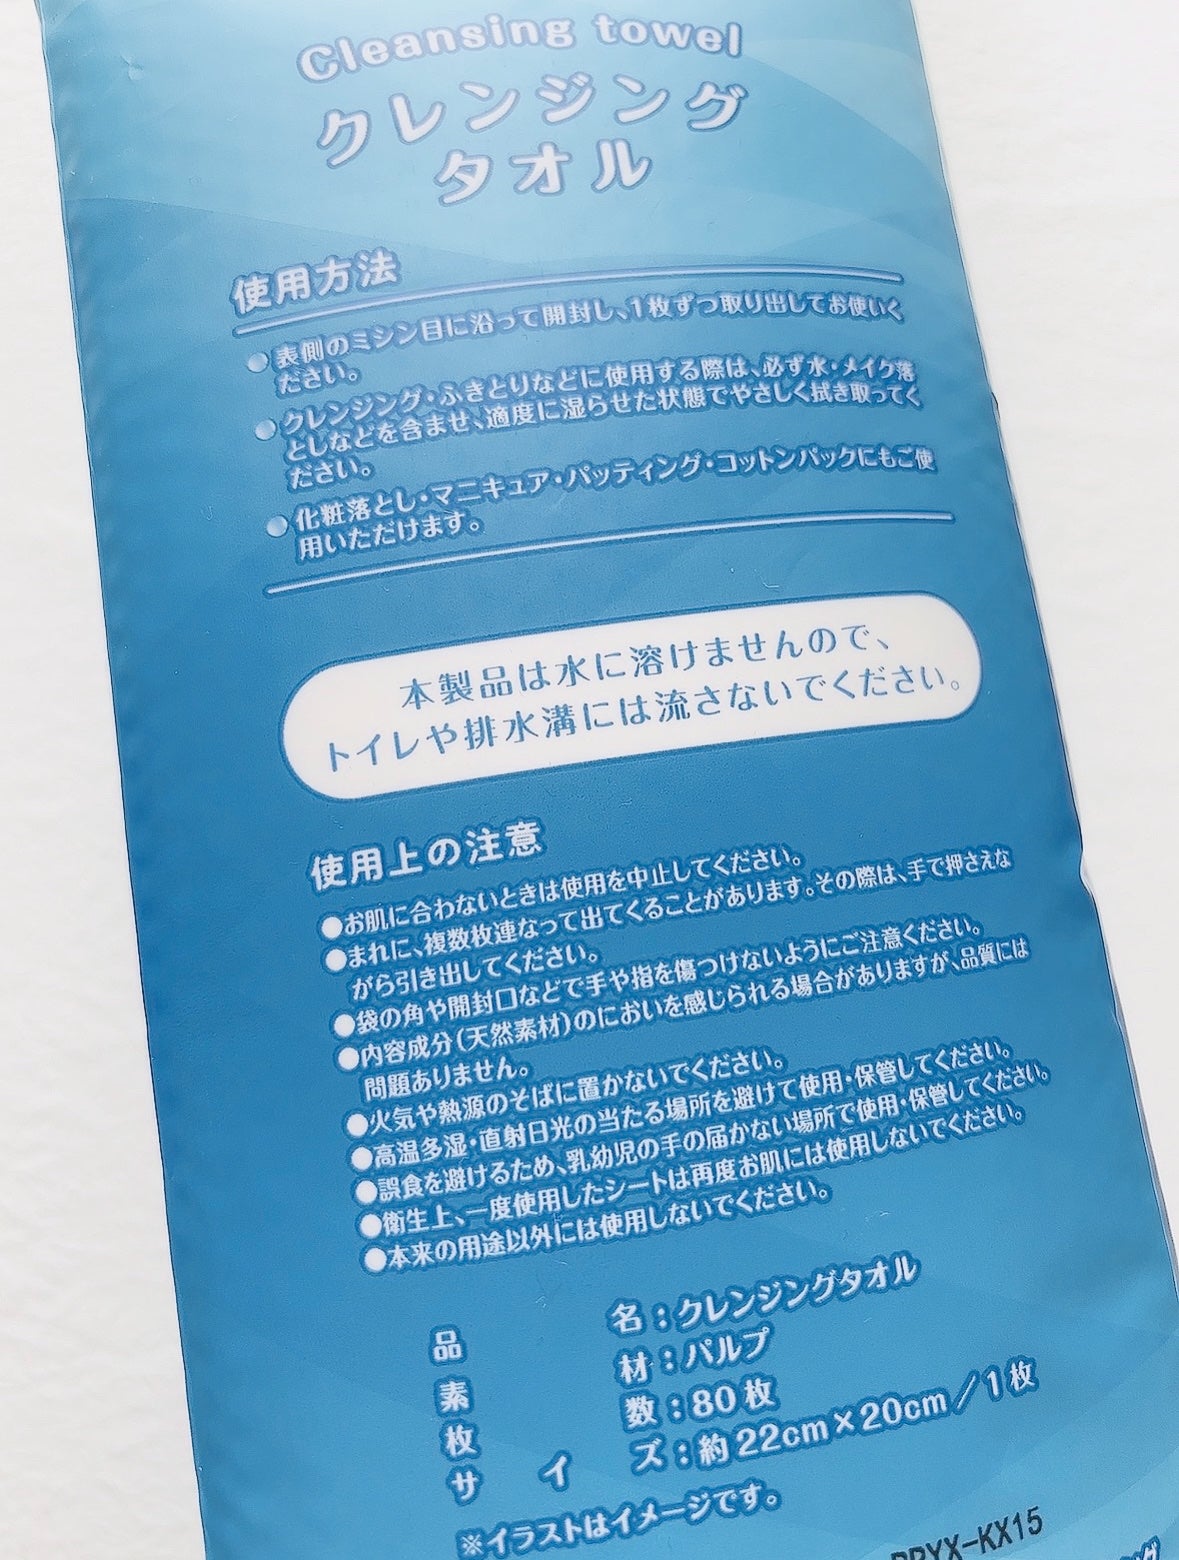 Cleansing towel
クレンジング
タオル
使用方法
表側のミシン目に沿って開封し、1枚ずつ取り出してお使いく
ださい。
クレンジング・ふきとりなどに使用する際は、必ず水・メイク落
としなどを含ませ、適度に湿らせた状態でやさしく拭き取ってく
ださい。
化粧落とし・マニキュア・パッティング・コットンパックにもご使
用いただけます。
本製品は水に溶けませんので、
トイレや排水溝には流さないでください。
使用上の注意
●お肌に合わないときは使用を中止してください。
●まれに、複数枚連なって出てくることがあります。その際は、手で押さえな
がら引き出してください。
●袋の角や開封口などで手や指を傷つけないようにご注意ください。
●内容成分(天然素材)のにおいを感じられる場合がありますが、品質には
問題ありません。
●火気や熱源のそばに置かないでください。
●高温多湿・直射日光の当たる場所を避けて使用・保管してください。
●誤食を避けるため、乳幼児の手の届かない場所で使用・保管してください。
●衛生上、一度使用したシートは再度お肌には使用しないでください。
●本来の用途以外には使用しないでください。
品名：クレンジングタオル
素材：パルプ
枚数：80枚
サイズ：約22cm×20cm／1枚
※イラストはイメージです。
KX15